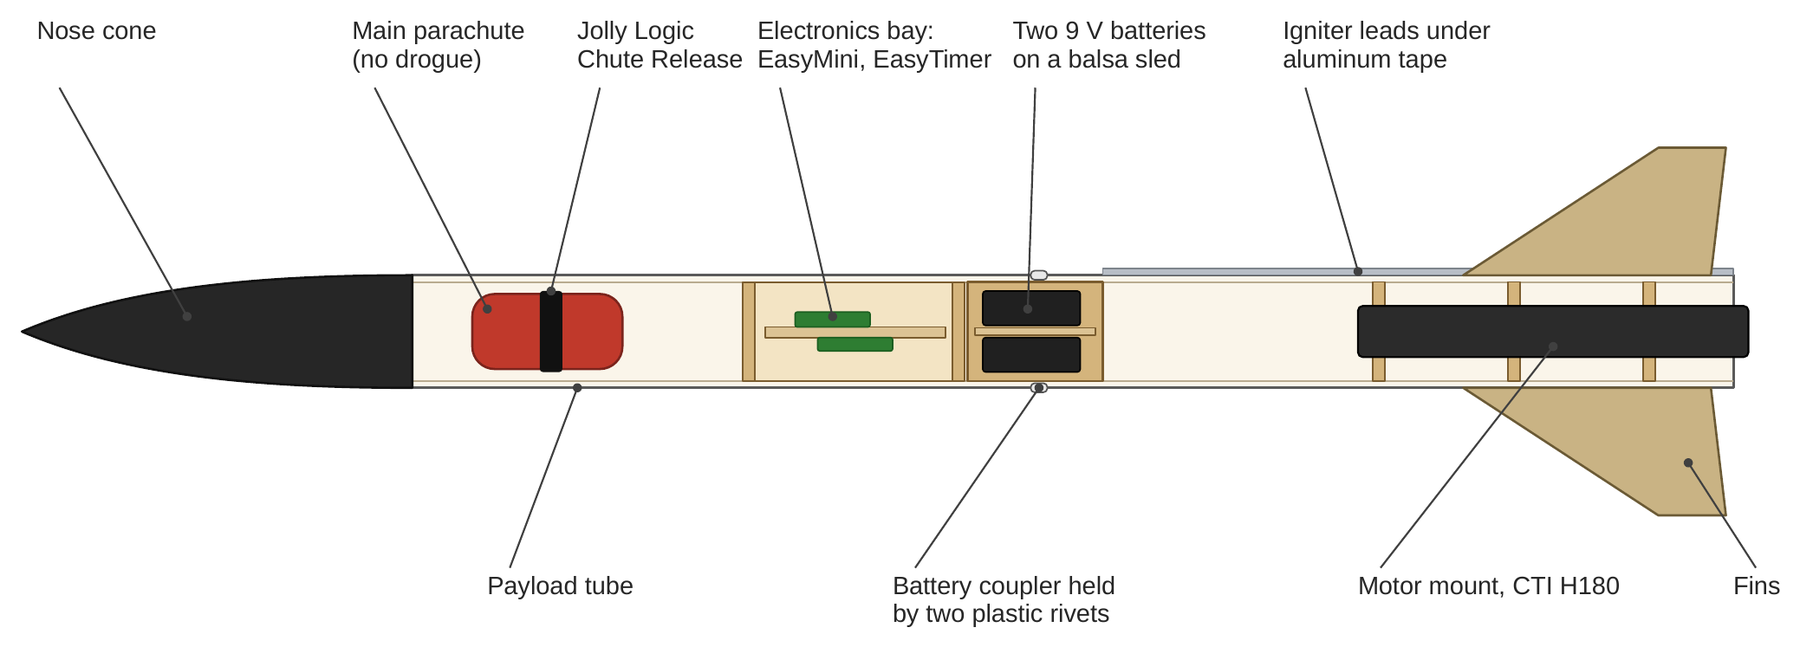 Nose cone
Main parachute
(no drogue)
Jolly Logic
Chute Release
Electronics bay:
EasyMini, EasyTimer
Two 9 V batteries
on a balsa sled
Igniter leads under
aluminum tape
Payload tube
Battery coupler held
by two plastic rivets
Motor mount, CTI H180
Fins